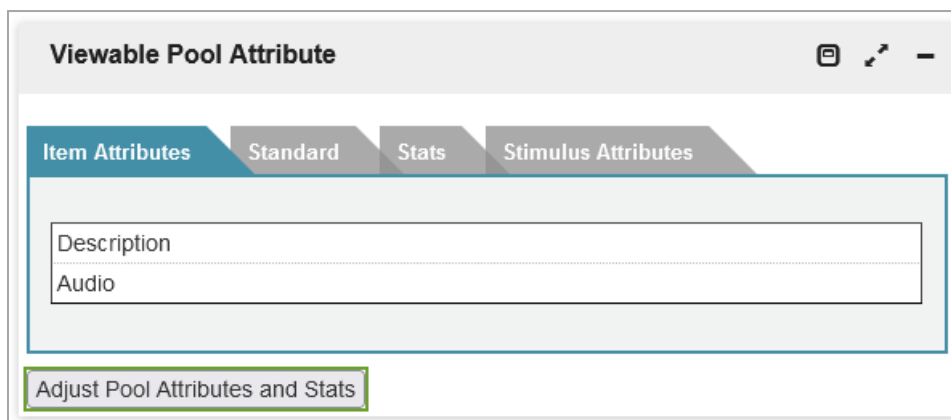 Viewable Pool Attribute
Item Attributes Standard Stats Stimulus Attributes
Description
Audio
Adjust Pool Attributes and Stats